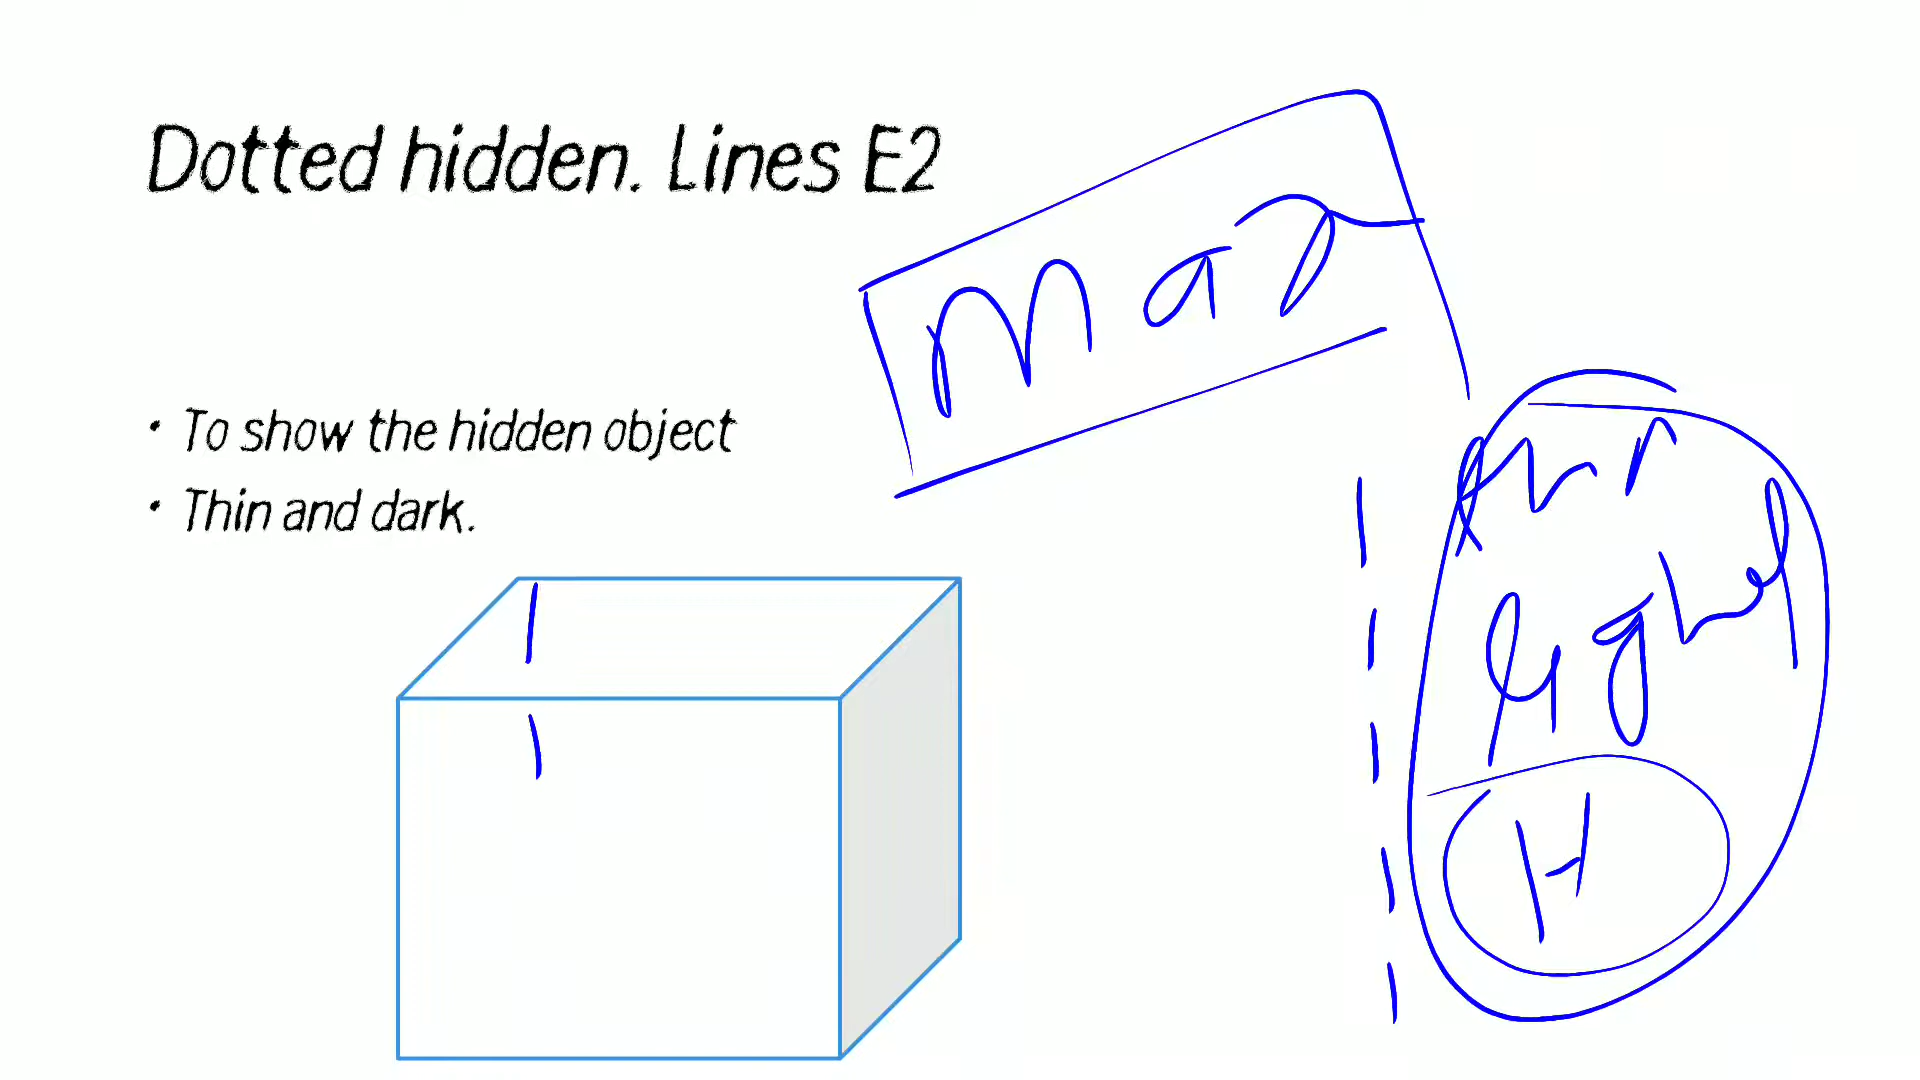 Dotted hidden. Lines E2
• To show the hidden object
• Thin and dark.
Max
H